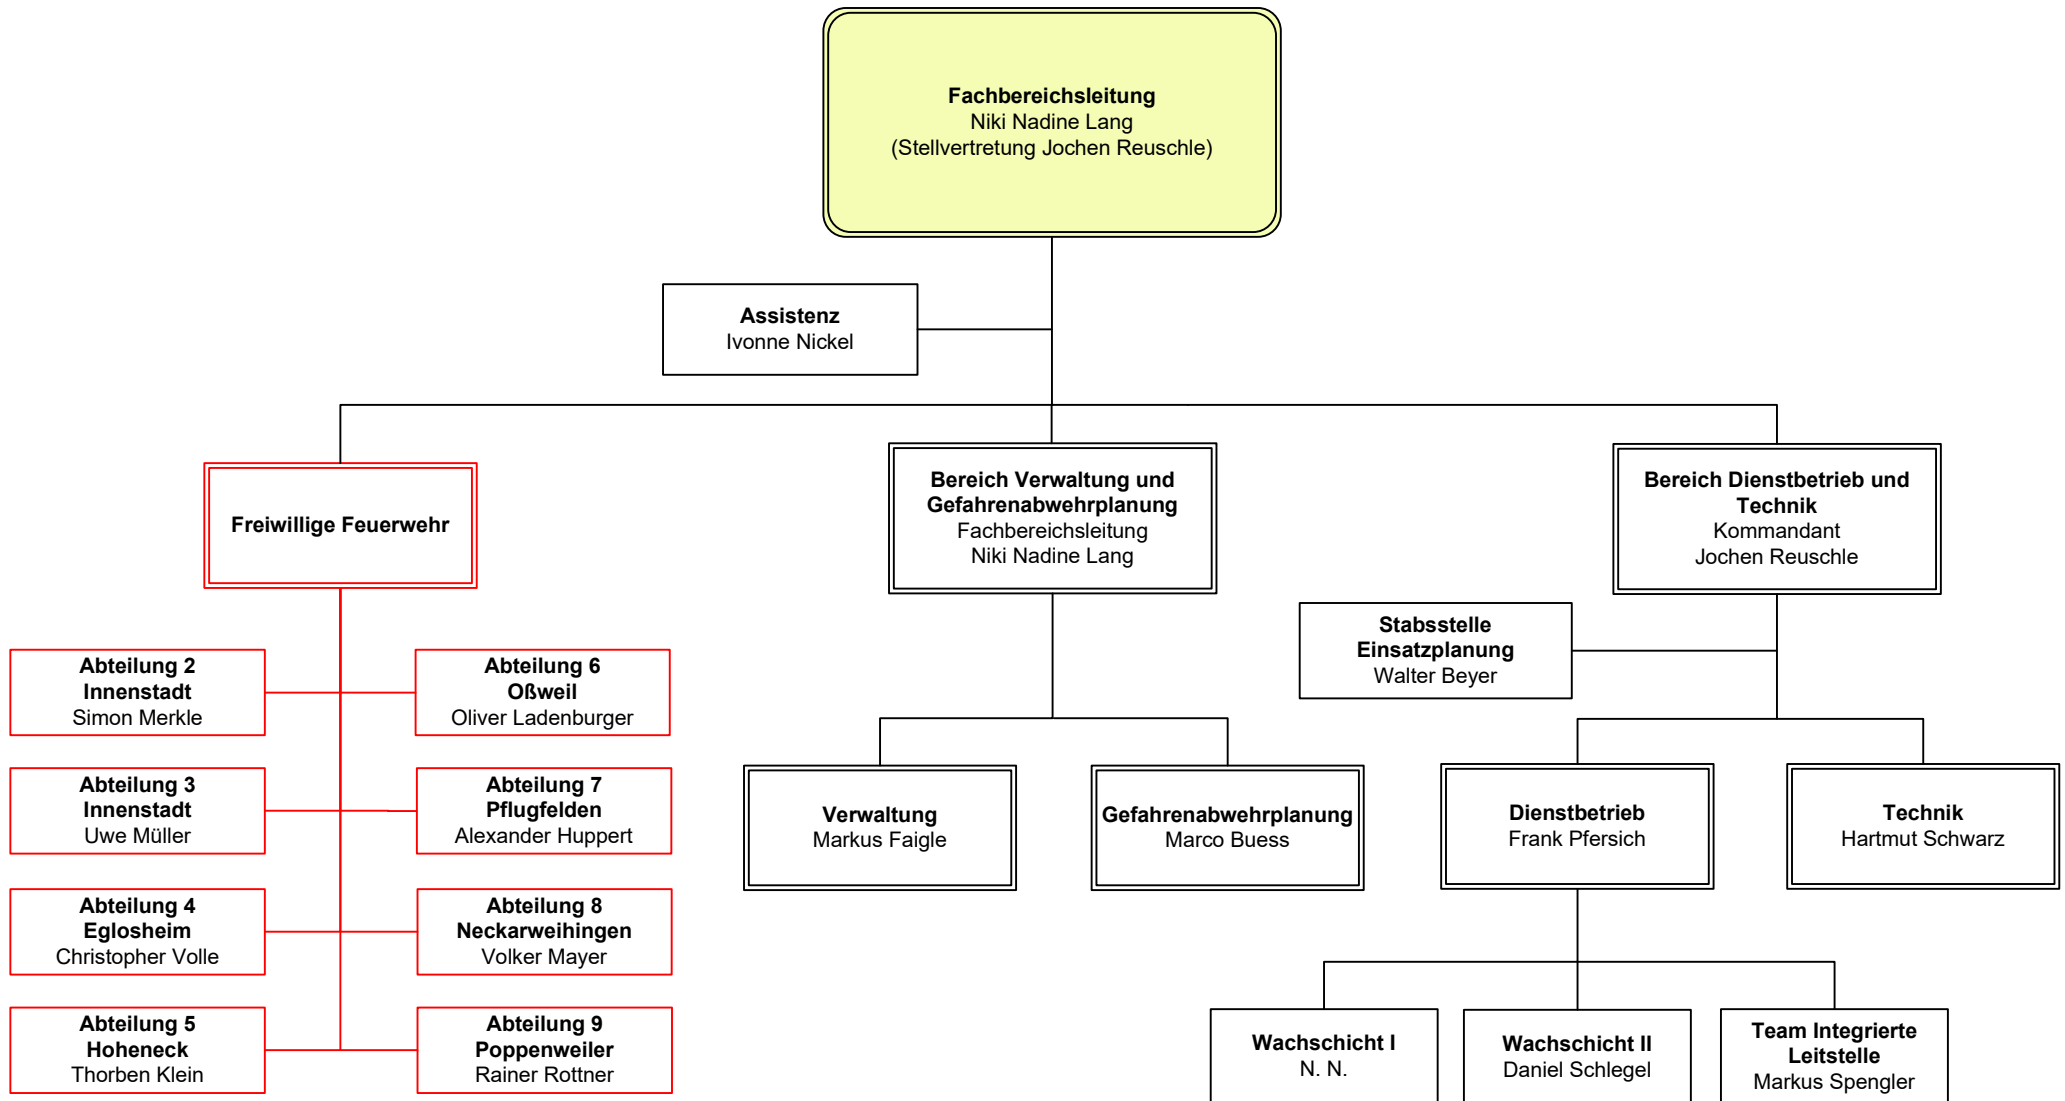 Fachbereichsleitung
Niki Nadine Lang
(Stellvertretung Jochen Reuschle)
Assistenz
Ivonne Nickel
Freiwillige Feuerwehr
Bereich Verwaltung und
Gefahrenabwehrplanung
Fachbereichsleitung
Niki Nadine Lang
Bereich Dienstbetrieb und
Technik
Kommandant
Jochen Reuschle
Stabsstelle
Einsatzplanung
Walter Beyer
Abteilung 2
Innenstadt
Simon Merkle
Abteilung 6
Oßweil
Oliver Ladenburger
Abteilung 3
Innenstadt
Uwe Müller
Abteilung 7
Pflugfelden
Alexander Huppert
Abteilung 4
Eglosheim
Christopher Volle
Abteilung 8
Neckarweihingen
Volker Mayer
Abteilung 5
Hoheneck
Thorben Klein
Abteilung 9
Poppenweiler
Rainer Rottner
Verwaltung
Markus Faigle
Gefahrenabwehrplanung
Marco Buess
Dienstbetrieb
Frank Pfersich
Technik
Hartmut Schwarz
Wachschicht I
N. N.
Wachschicht II
Daniel Schlegel
Team Integrierte
Leitstelle
Markus Spengler